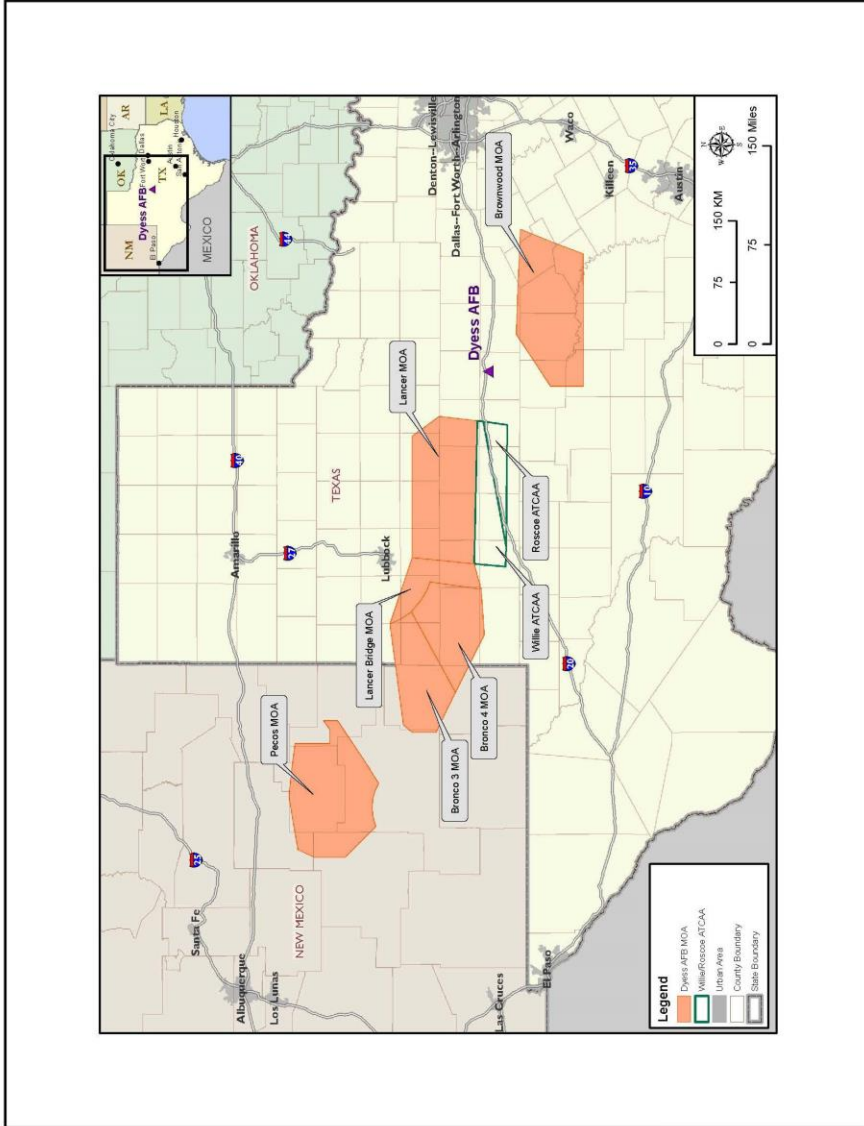 OKLAHOMA
NEW MEXICO
TEXAS
Santa Fe
Albuquerque
Los Lunas
Las Cruces
El Paso
Amarillo
Lubbock
Denton--Lewisville
Dallas--Fort Worth--Arlington
Waco
Killeen
Austin
Dyess AFB
Pecos MOA
Lancer Bridge MOA
Lancer MOA
Bronco 3 MOA
Bronco 4 MOA
Willie ATCAA
Roscoe ATCAA
Brownwood MOA
25
40
44
27
20
10
35
Legend
Dyess AFB MOA
Willie/Roscoe ATCAA
Urban Area
County Boundary
State Boundary
NM
OK
AR
TX
LA
MEXICO
Oklahoma City
Dallas
Dyess AFB
El Paso
Austin
Houston
N
S
E
W
0 75 150 KM
0 75 150 Miles